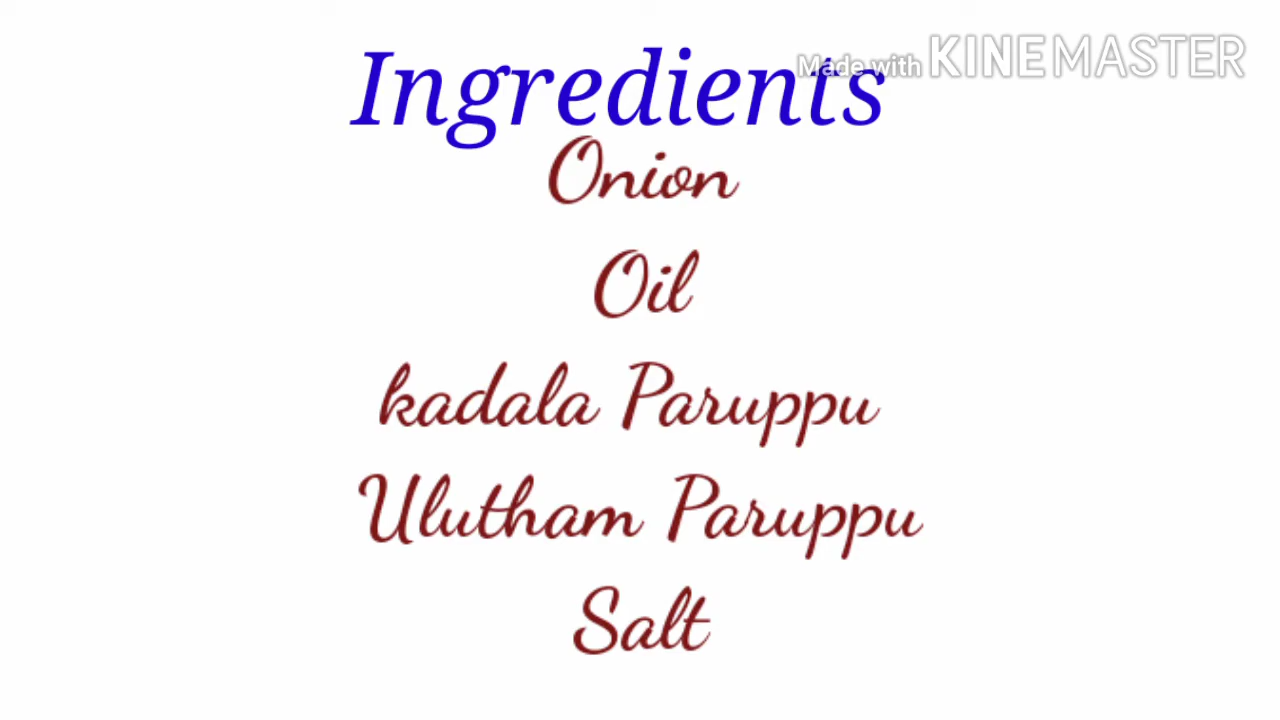 Ingredients
Made with KINEMASTER
Onion
Oil
kadala Paruppu
Ulutham Paruppu
Salt